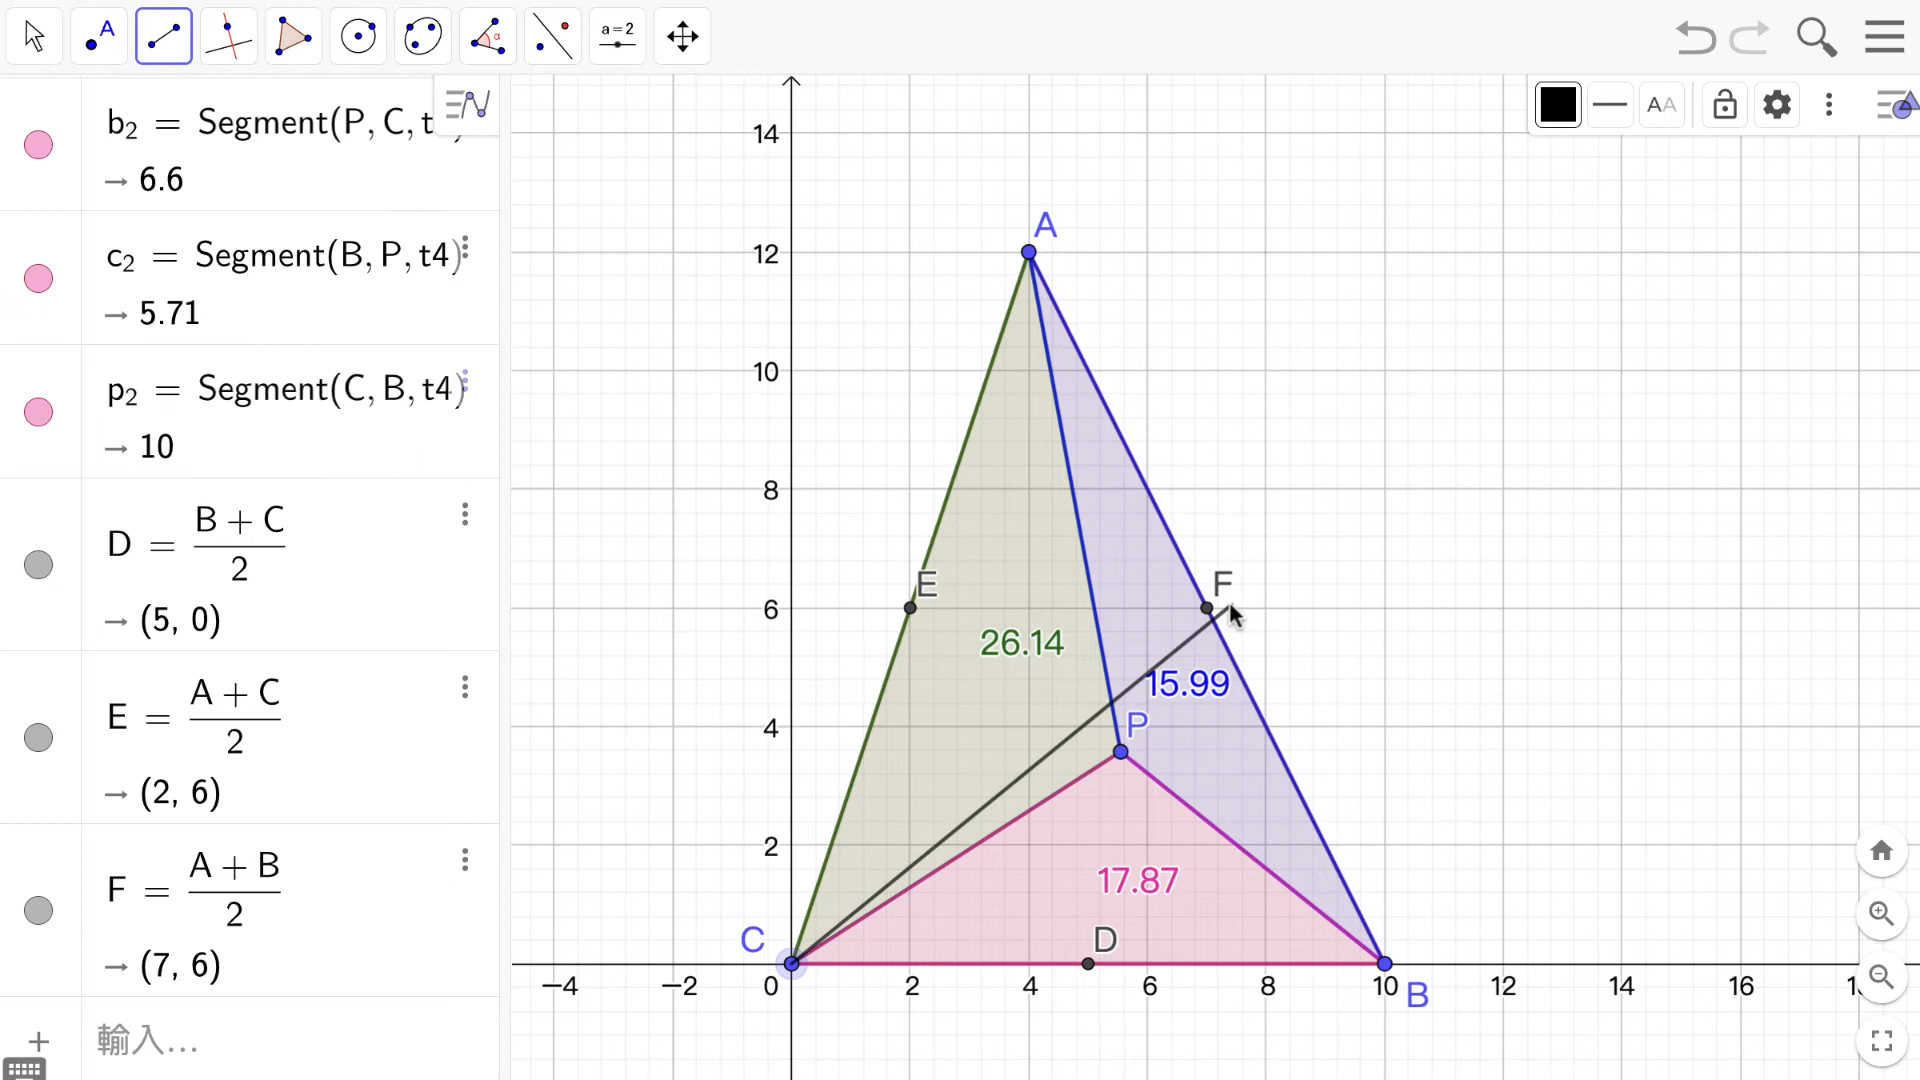 A
α
a = 2
b₂ = Segment(P, C, t
→ 6.6
c₂ = Segment(B, P, t4)
→ 5.71
p₂ = Segment(C, B, t4)
→ 10
D = (B + C)/2
→ (5, 0)
E = (A + C)/2
→ (2, 6)
F = (A + B)/2
→ (7, 6)
+ 輸入…
AA
14
12
10
8
6
4
2
−4 −2 0 2 4 6 8 10 12 14 16
A
E
F
26.14
15.99
P
17.87
C
D
B